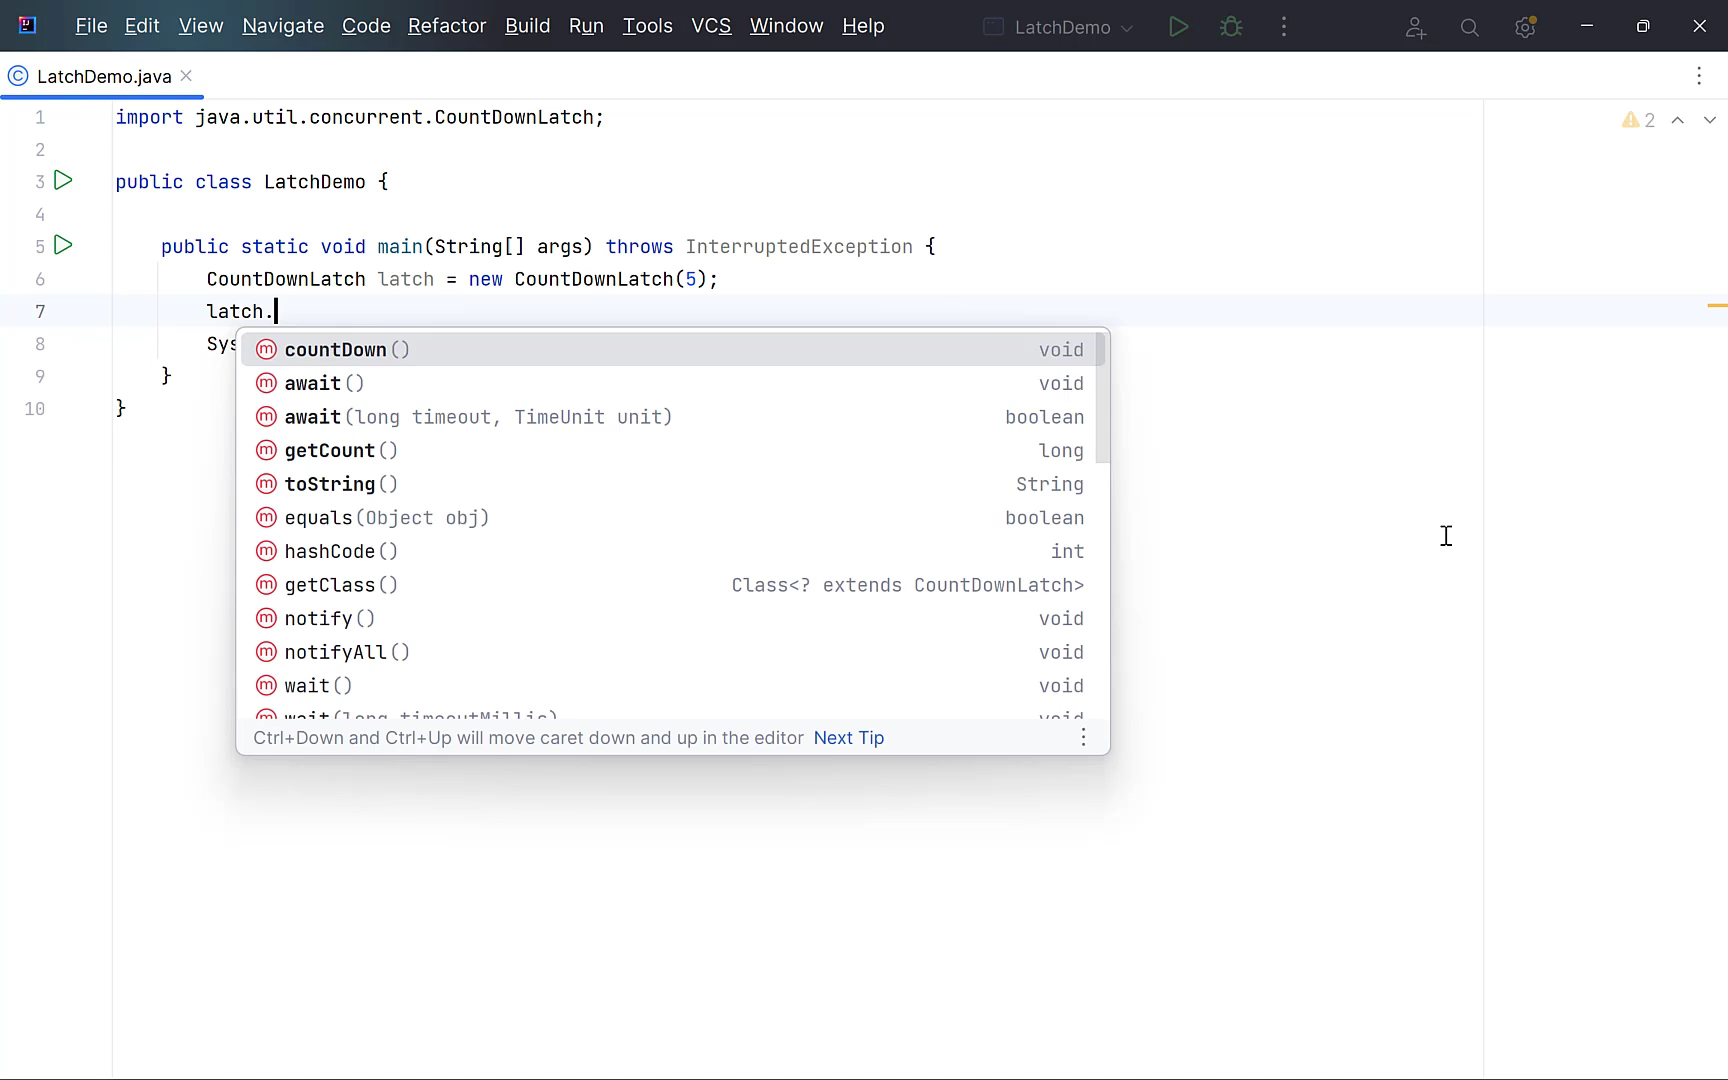 File Edit View Navigate Code Refactor Build Run Tools VCS Window Help LatchDemo
LatchDemo.java
2
1 import java.util.concurrent.CountDownLatch;
2
3 public class LatchDemo {
4
5 public static void main(String[] args) throws InterruptedException {
6 CountDownLatch latch = new CountDownLatch(5);
7 latch.
8 Sys
9 }
10 }
countDown() void
await() void
await(long timeout, TimeUnit unit) boolean
getCount() long
toString() String
equals(Object obj) boolean
hashCode() int
getClass() Class<? extends CountDownLatch>
notify() void
notifyAll() void
wait() void
wait(long timeoutMillis) void
Ctrl+Down and Ctrl+Up will move caret down and up in the editor Next Tip